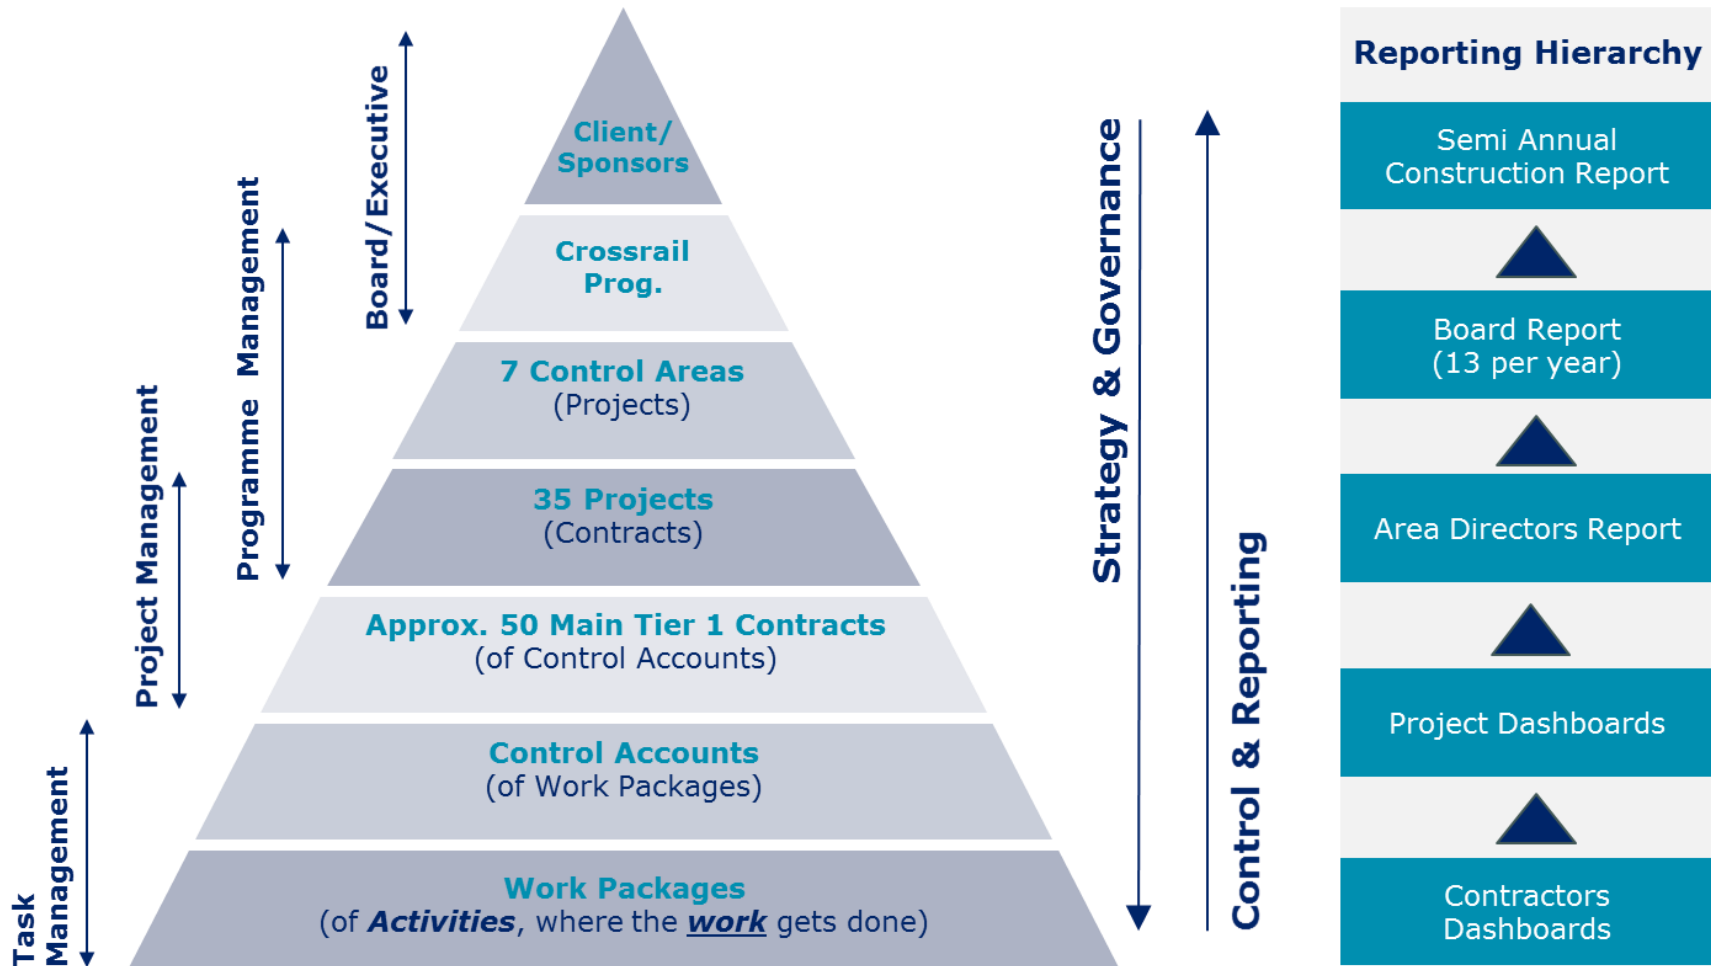 Board/Executive
Programme Management
Project Management
Task
Management
Client/
Sponsors
Crossrail
Prog.
7 Control Areas
(Projects)
35 Projects
(Contracts)
Approx. 50 Main Tier 1 Contracts
(of Control Accounts)
Control Accounts
(of Work Packages)
Work Packages
(of Activities, where the work gets done)
Strategy & Governance
Control & Reporting
Reporting Hierarchy
Semi Annual
Construction Report
Board Report
(13 per year)
Area Directors Report
Project Dashboards
Contractors
Dashboards